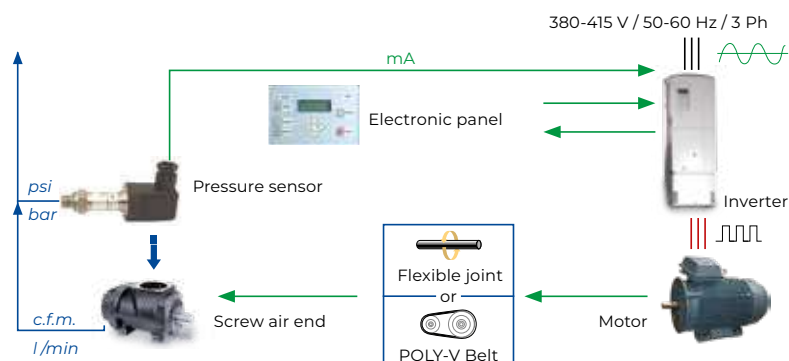 380-415 V / 50-60 Hz / 3 Ph
mA
Electronic panel
psi
bar
Pressure sensor
Inverter
Flexible joint
or
POLY-V Belt
c.f.m.
l /min
Screw air end
Motor